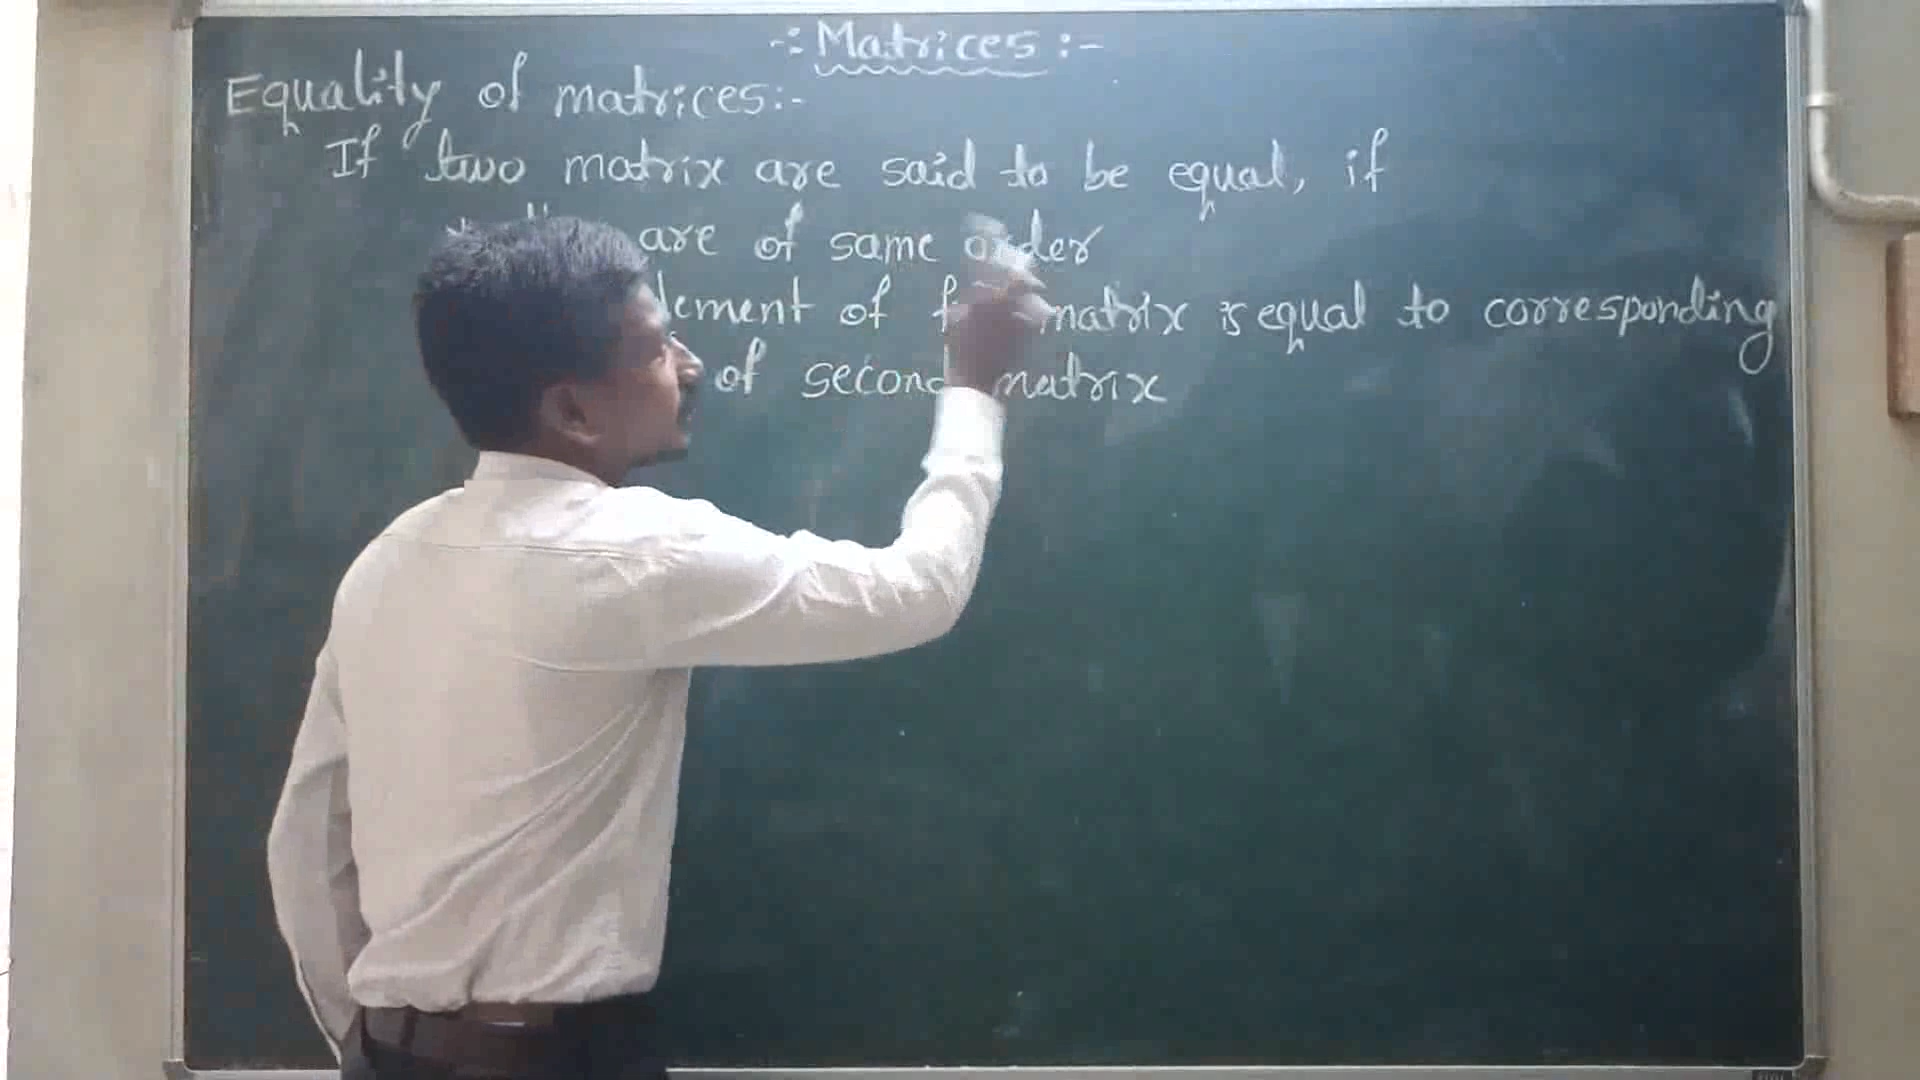 -: Matrices :-
Equality of matrices:-
If two matrix are said to be equal, if
are of same order
of matrix is equal to corresponding
of second matrix